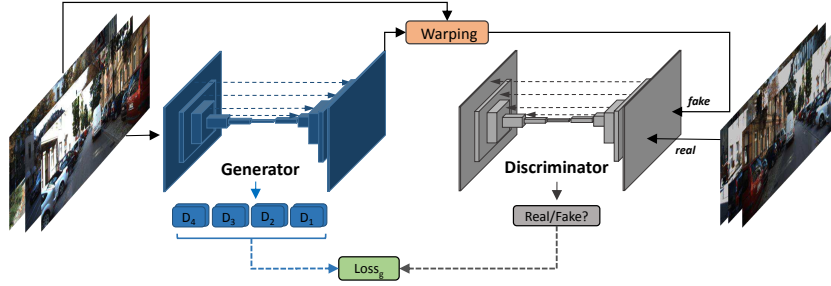 Warping
fake
real
Generator
Discriminator
D4 D3 D2 D1
Real/Fake?
Lossg